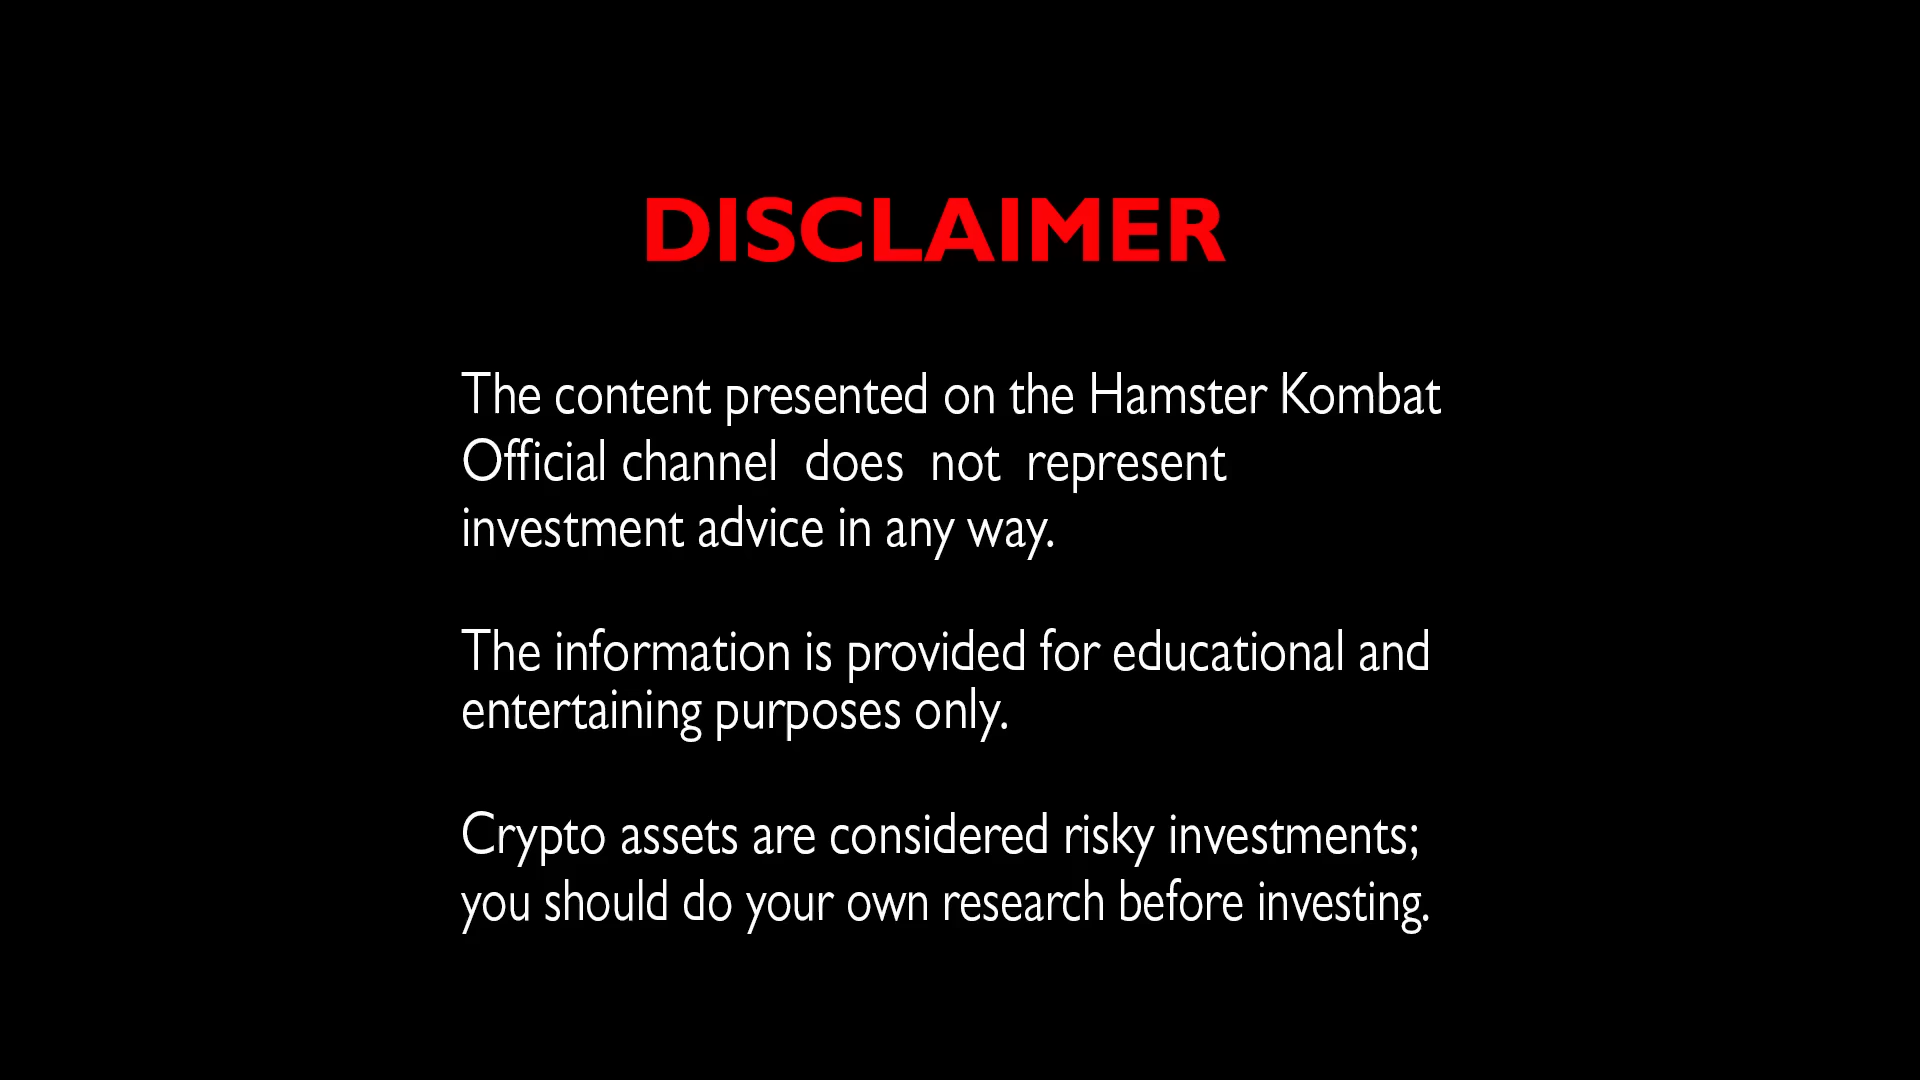 DISCLAIMER
The content presented on the Hamster Kombat
Official channel does not represent
investment advice in any way.
The information is provided for educational and
entertaining purposes only.
Crypto assets are considered risky investments;
you should do your own research before investing.